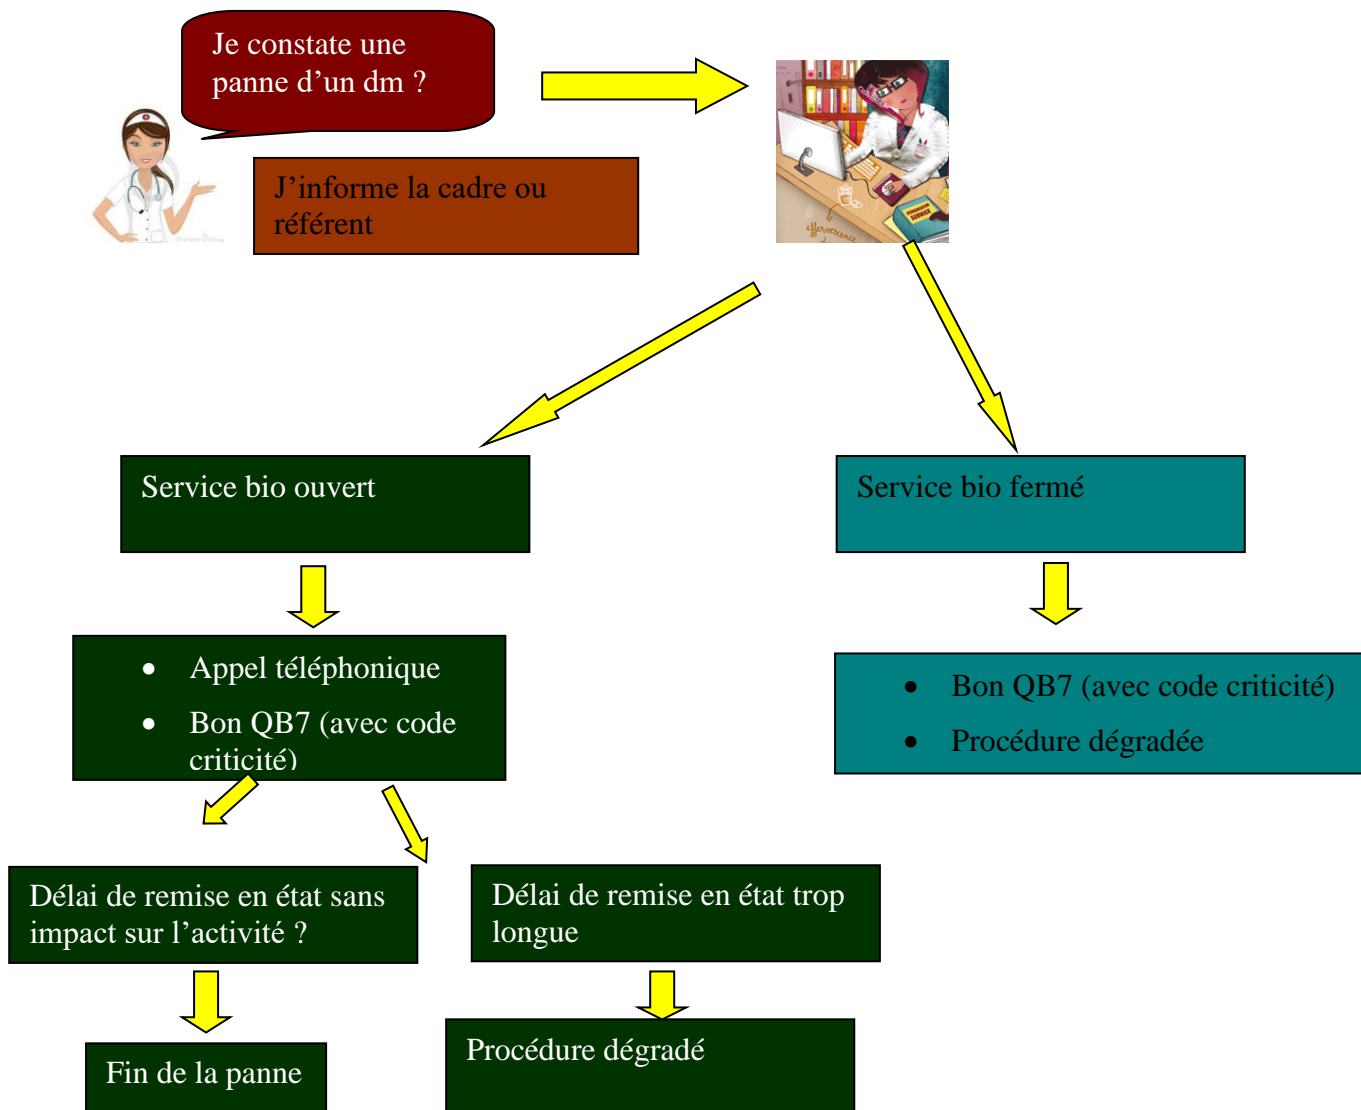 Je constate une
panne d’un dm ?
J’informe la cadre ou
référent
SERVICE
effervescence
Service bio ouvert
Service bio fermé
• Appel téléphonique
• Bon QB7 (avec code
criticité)
• Bon QB7 (avec code criticité)
• Procédure dégradée
Délai de remise en état sans
impact sur l’activité ?
Délai de remise en état trop
longue
Fin de la panne
Procédure dégradé